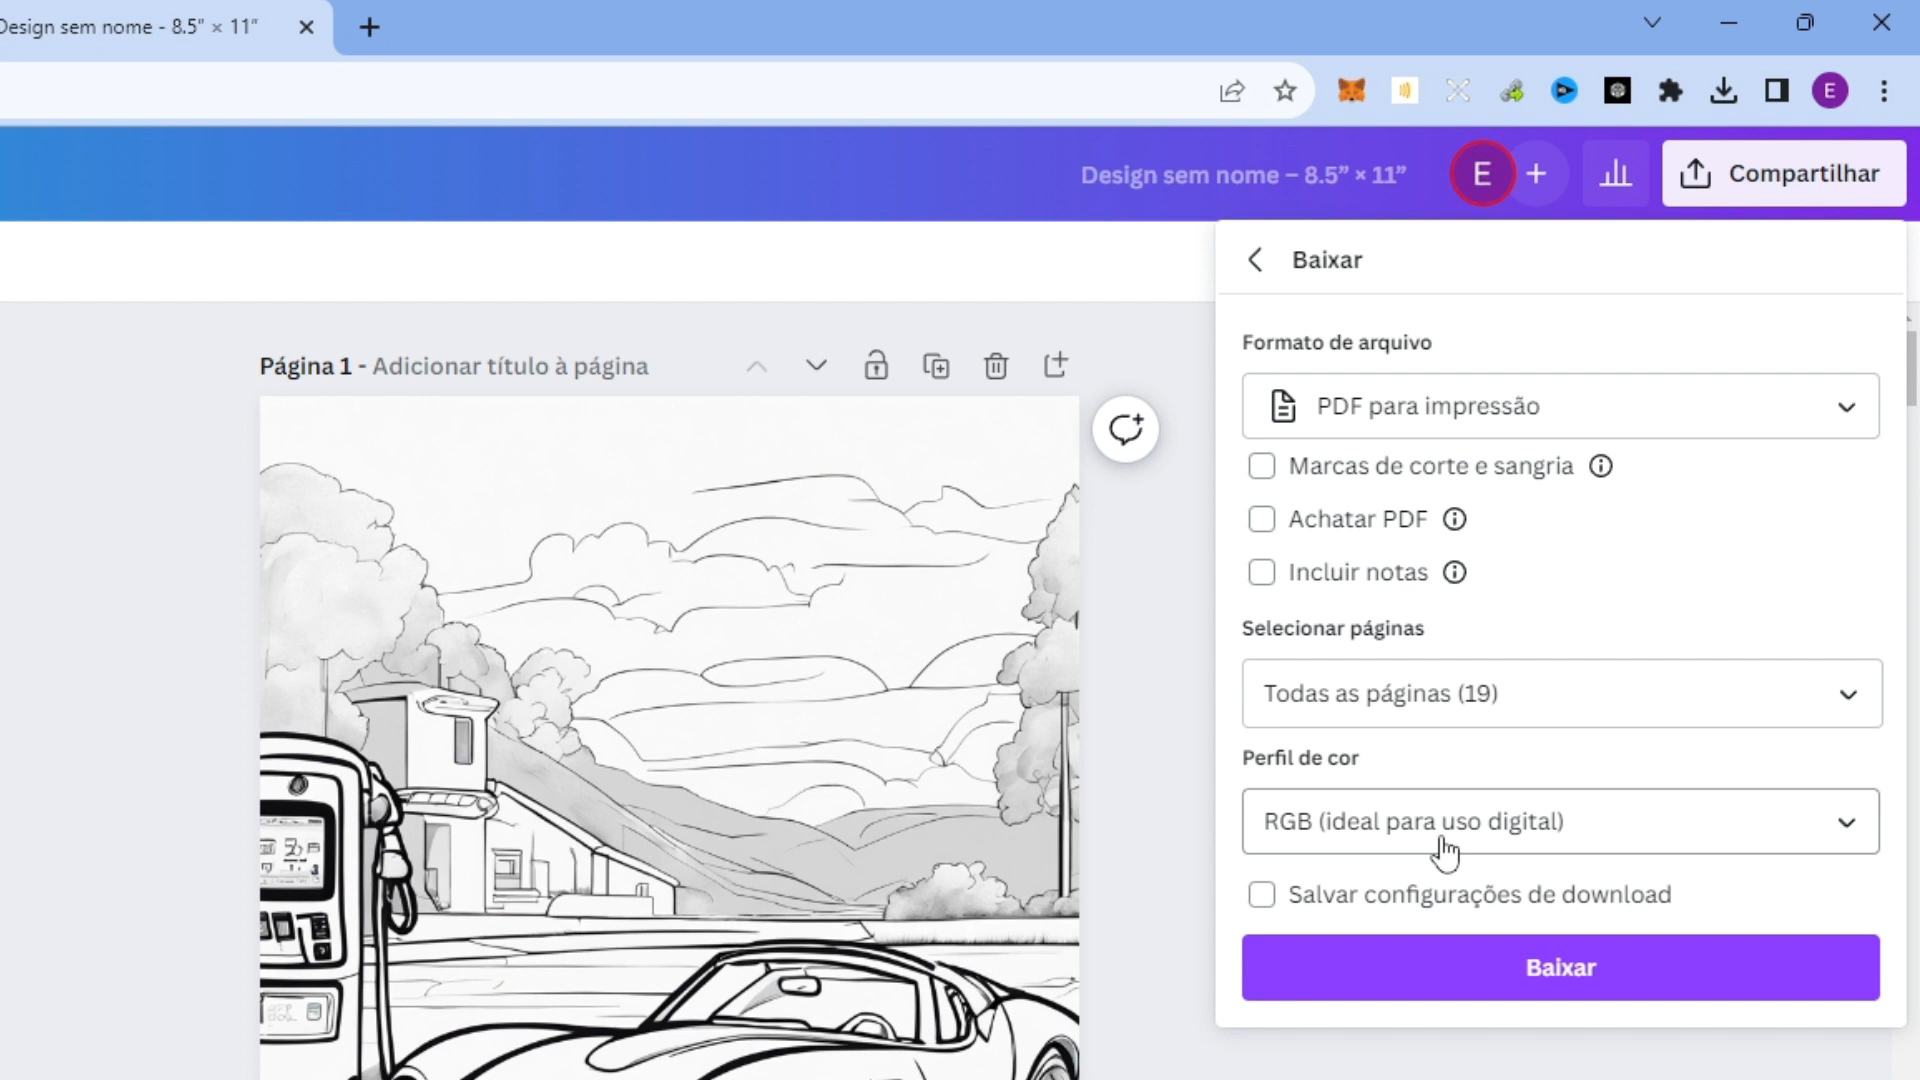 Design sem nome - 8.5" × 11"
E
Design sem nome – 8.5” × 11”
E
Compartilhar
Baixar
Formato de arquivo
Página 1 - Adicionar título à página
PDF para impressão
Marcas de corte e sangria
Achatar PDF
Incluir notas
Selecionar páginas
Todas as páginas (19)
Perfil de cor
RGB (ideal para uso digital)
Salvar configurações de download
Baixar